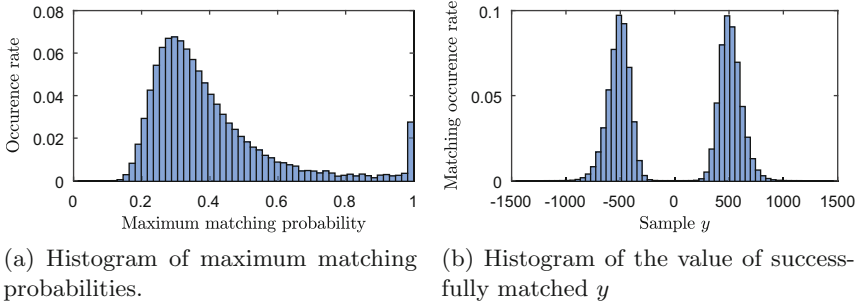 0.08
0.06
0.04
0.02
0
Occurence rate
0 0.2 0.4 0.6 0.8 1
Maximum matching probability
(a) Histogram of maximum matching
probabilities.
0.1
0.05
0
Matching occurence rate
-1500 -1000 -500 0 500 1000 1500
Sample y
(b) Histogram of the value of success-
fully matched y